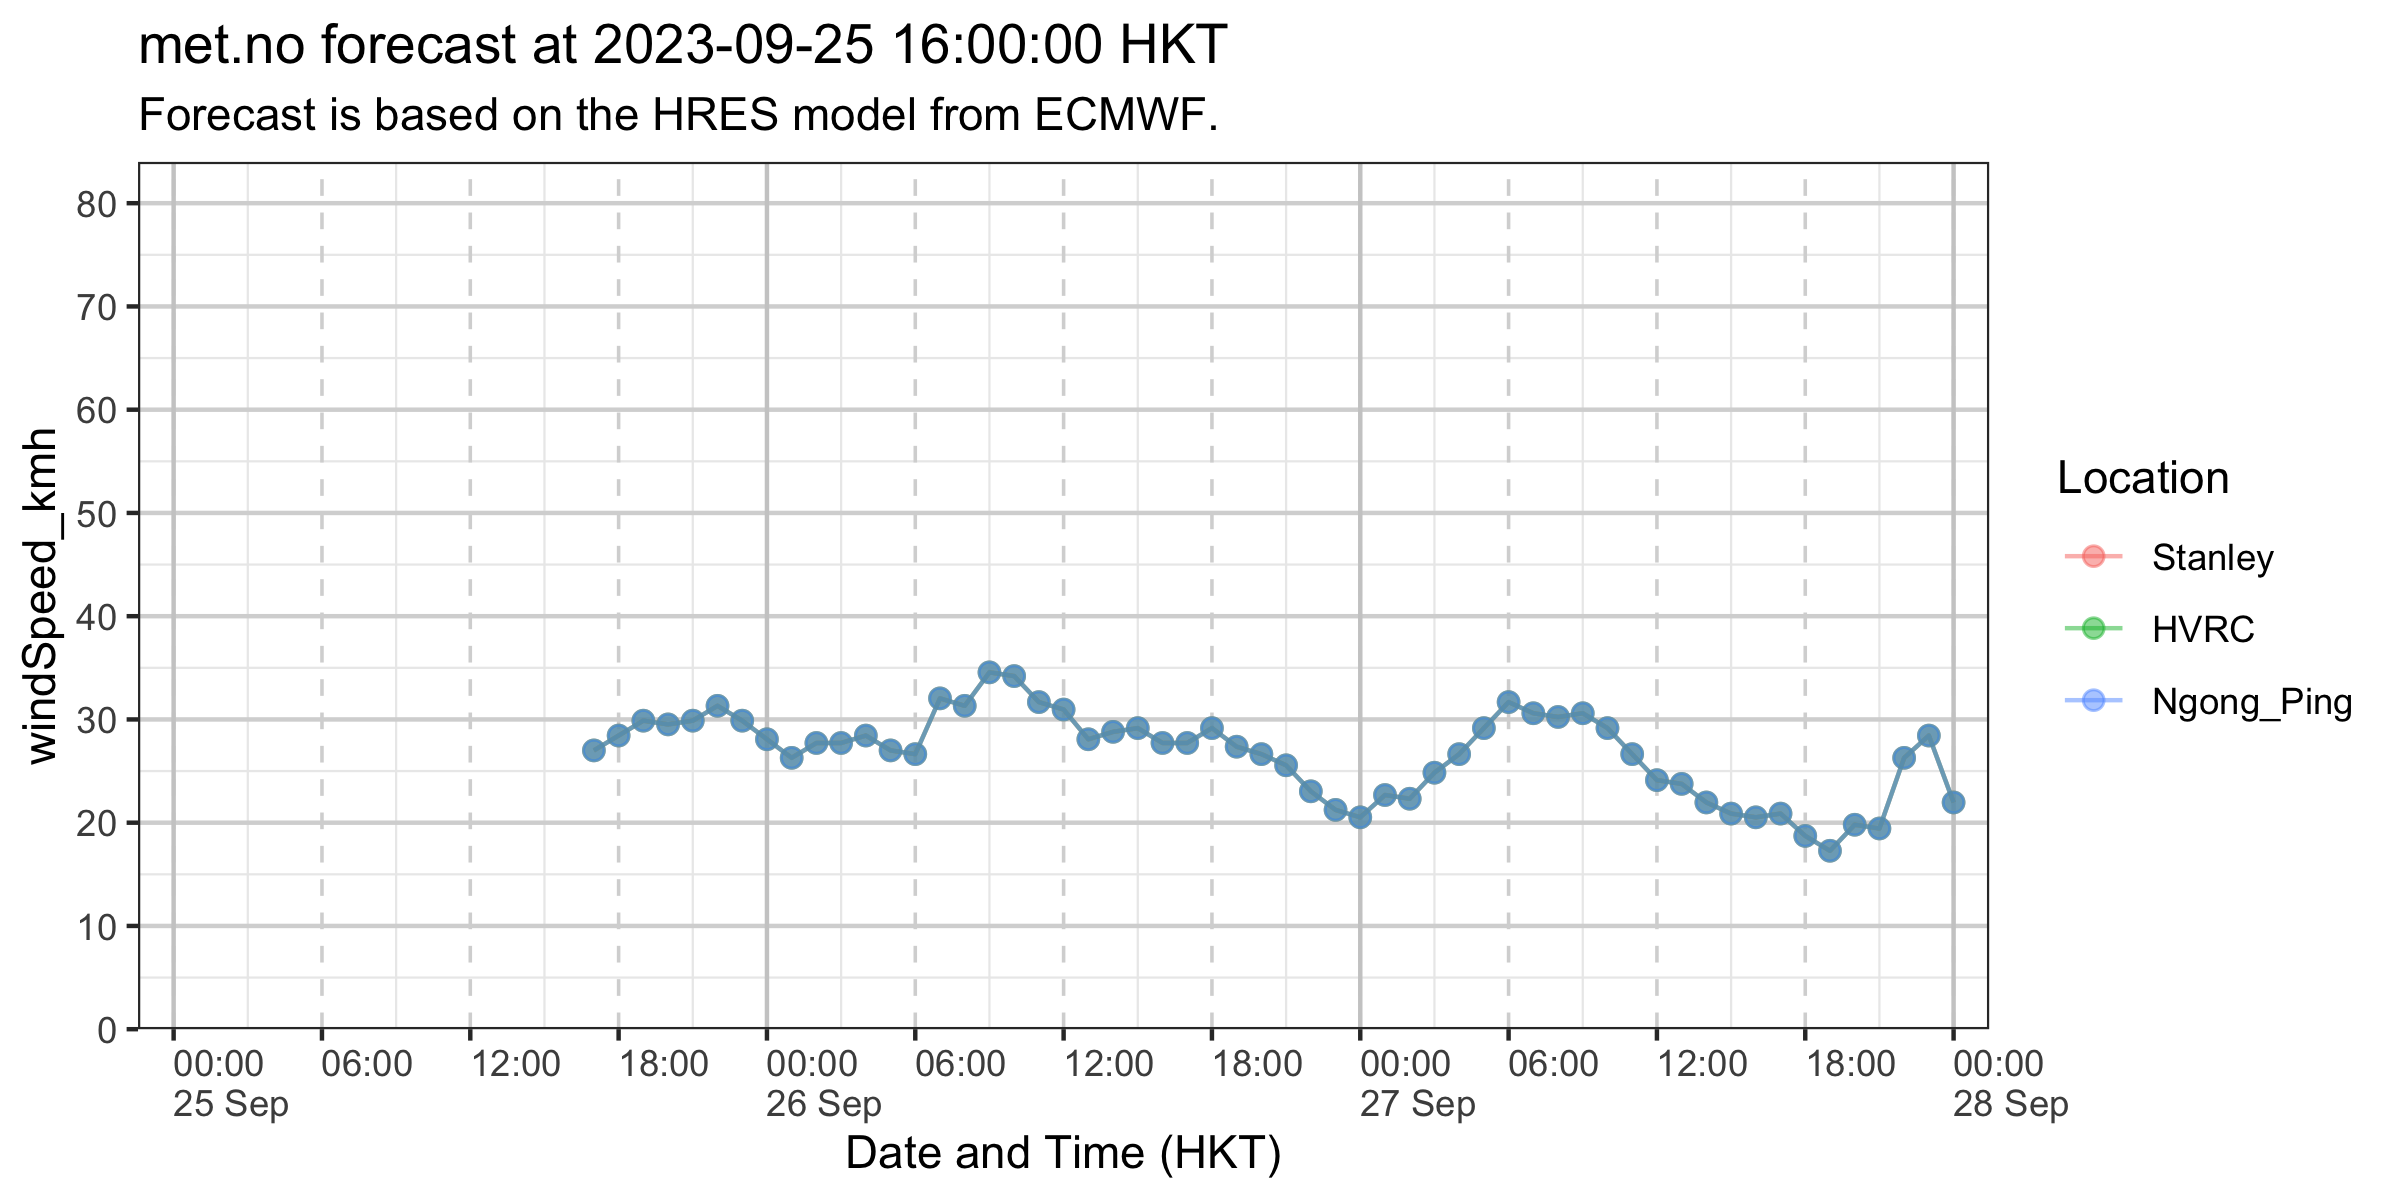 met.no forecast at 2023-09-25 16:00:00 HKT
Forecast is based on the HRES model from ECMWF.
windSpeed_kmh
80
70
60
50
40
30
20
10
0
00:00 06:00 12:00 18:00 00:00 06:00 12:00 18:00 00:00 06:00 12:00 18:00 00:00
25 Sep 26 Sep 27 Sep 28 Sep
Date and Time (HKT)
Location
Stanley
HVRC
Ngong_Ping